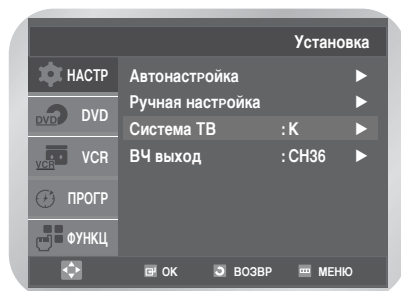 Установка
НАСТР
DVD
DVD
VCR
VCR
ПРОГР
ФУНКЦ
Автонастройка
Ручная настройка
Система ТВ : K
ВЧ выход : CH36
OK ВОЗВР МЕНЮ